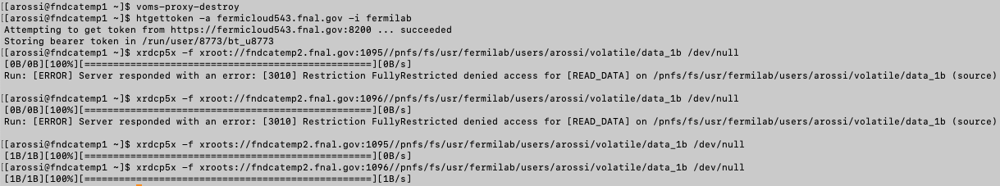 [[arossi@fndcatemp1 ~]$ voms-proxy-destroy
[[arossi@fndcatemp1 ~]$ htgettoken -a fermicloud543.fnal.gov -i fermilab
Attempting to get token from https://fermicloud543.fnal.gov:8200 ... succeeded
Storing bearer token in /run/user/8773/bt_u8773
[[arossi@fndcatemp1 ~]$ xrdcp5x -f xroot://fndcatemp2.fnal.gov:1095//pnfs/fs/usr/fermilab/users/arossi/volatile/data_1b /dev/null
[0B/0B][100%][==================================================][0B/s]
Run: [ERROR] Server responded with an error: [3010] Restriction FullyRestricted denied access for [READ_DATA] on /pnfs/fs/usr/fermilab/users/arossi/volatile/data_1b (source)
[[arossi@fndcatemp1 ~]$ xrdcp5x -f xroot://fndcatemp2.fnal.gov:1096//pnfs/fs/usr/fermilab/users/arossi/volatile/data_1b /dev/null
[0B/0B][100%][==================================================][0B/s]
Run: [ERROR] Server responded with an error: [3010] Restriction FullyRestricted denied access for [READ_DATA] on /pnfs/fs/usr/fermilab/users/arossi/volatile/data_1b (source)
[[arossi@fndcatemp1 ~]$ xrdcp5x -f xroots://fndcatemp2.fnal.gov:1095//pnfs/fs/usr/fermilab/users/arossi/volatile/data_1b /dev/null
[1B/1B][100%][==================================================][0B/s]
[[arossi@fndcatemp1 ~]$ xrdcp5x -f xroots://fndcatemp2.fnal.gov:1096//pnfs/fs/usr/fermilab/users/arossi/volatile/data_1b /dev/null
[1B/1B][100%][==================================================][1B/s]